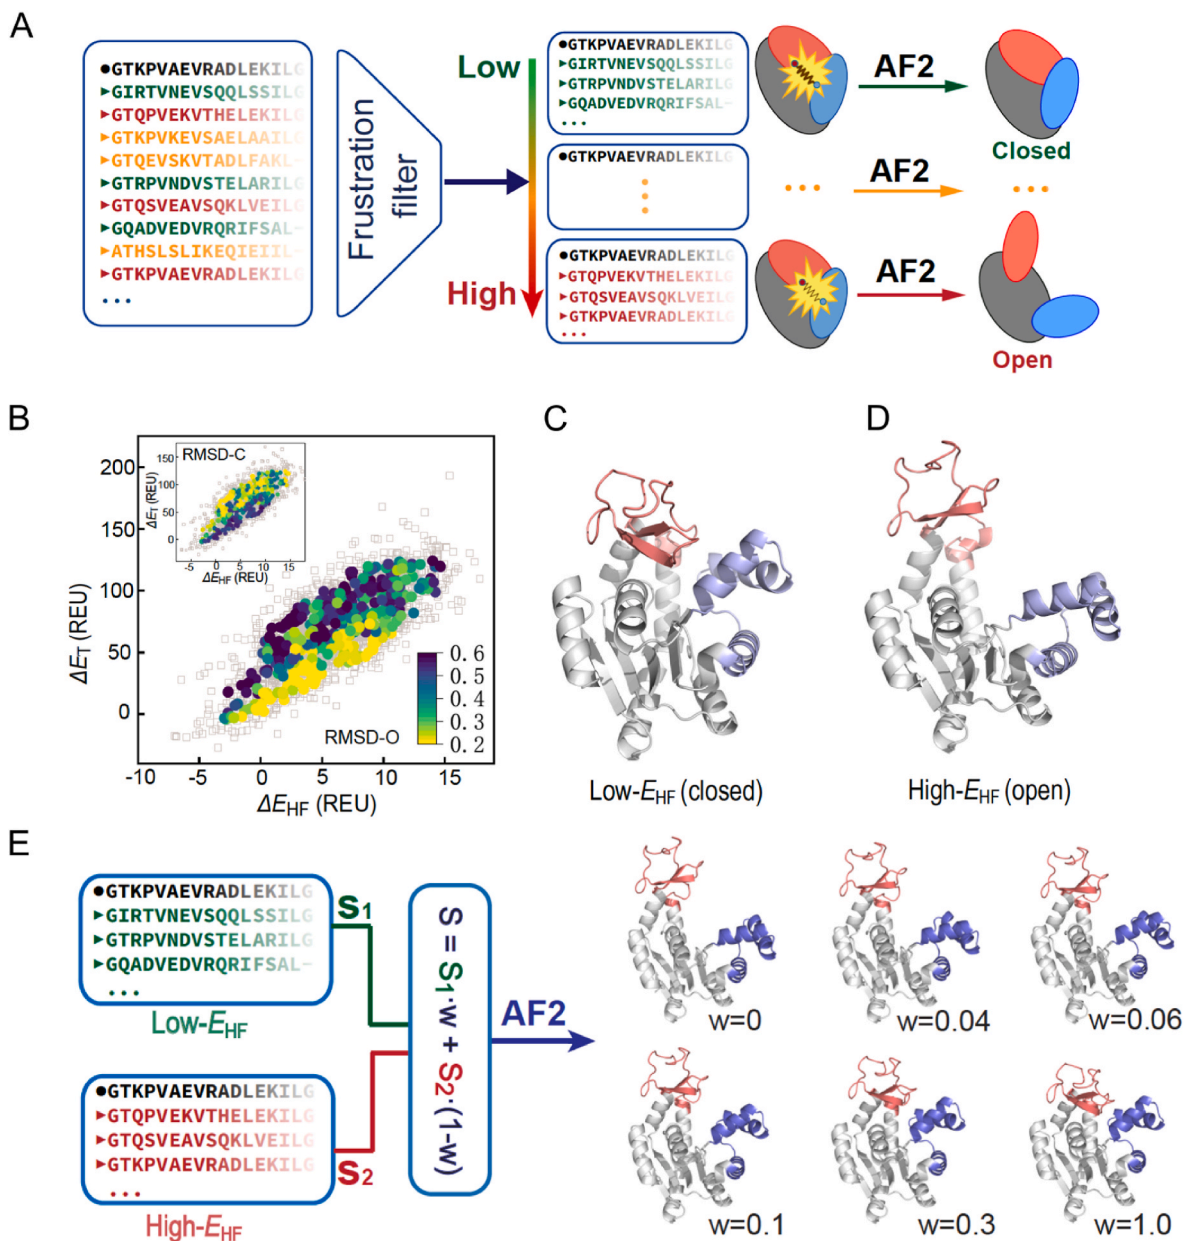 A
●GTKPVAEVRADLEKILG
►GIRTVNEVSQQLSSILG
►GTQPVEKVTHELEKILG
►GTKPVKEVSAELAAILG
►GTQEVSKVTADLFAKL-
►GTRPVNDVSTELARILG
►GTQSVEAVSQKLVEILG
►GQADVEDVRQRIFSAL-
►ATHSLSLIKEQIEIIL-
►GTKPVAEVRADLEKILG
...
Frustration
filter
Low
High
●GTKPVAEVRADLEKILG
►GIRTVNEVSQQLSSILG
►GTRPVNDVSTELARILG
►GQADVEDVRQRIFSAL-
...
●GTKPVAEVRADLEKILG
●GTKPVAEVRADLEKILG
►GTQPVEKVTHELEKILG
►GTQSVEAVSQKLVEILG
►GTKPVAEVRADLEKILG
...
AF2
Closed
...
AF2
...
AF2
Open
B
RMSD-C
150
100
50
0
ΔE_T (REU)
-5 0 5 10 15
ΔE_HF (REU)
200
150
100
50
0
ΔE_T (REU)
-10 -5 0 5 10 15
ΔE_HF (REU)
RMSD-O
0.6
0.5
0.4
0.3
0.2
C
Low-E_HF (closed)
D
High-E_HF (open)
E
●GTKPVAEVRADLEKILG
►GIRTVNEVSQQLSSILG
►GTRPVNDVSTELARILG
►GQADVEDVRQRIFSAL-
...
Low-E_HF
●GTKPVAEVRADLEKILG
►GTQPVEKVTHELEKILG
►GTQSVEAVSQKLVEILG
►GTKPVAEVRADLEKILG
...
High-E_HF
S₁
S₂
S = S₁·w + S₂·(1-w)
AF2
w=0
w=0.04
w=0.06
w=0.1
w=0.3
w=1.0